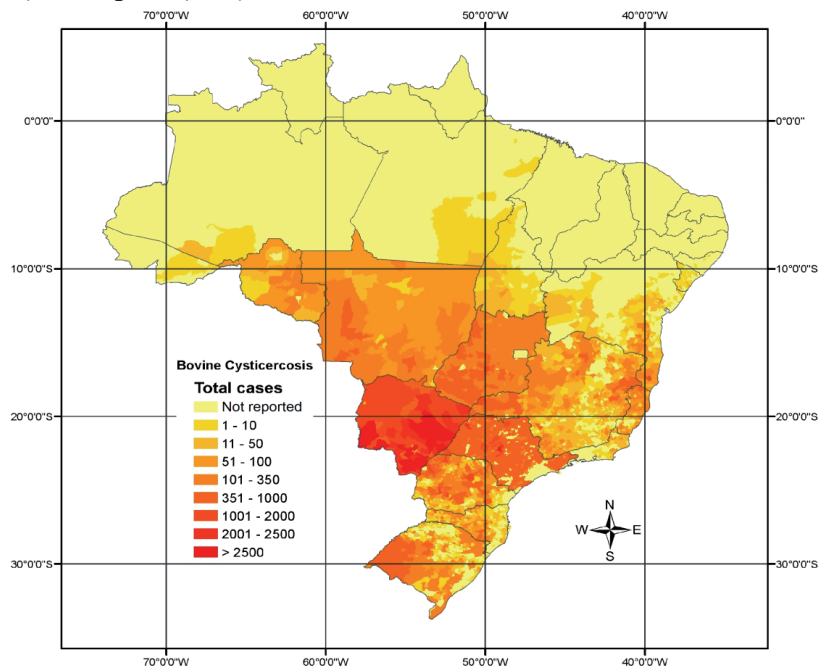 70°0'0"W 60°0'0"W 50°0'0"W 40°0'0"W
0°0'0" 0°0'0"
10°0'0"S 10°0'0"S
Bovine Cysticercosis
Total cases
Not reported
1 - 10
11 - 50
51 - 100
101 - 350
351 - 1000
1001 - 2000
2001 - 2500
> 2500
20°0'0"S 20°0'0"S
N
W E
S
30°0'0"S 30°0'0"S
70°0'0"W 60°0'0"W 50°0'0"W 40°0'0"W